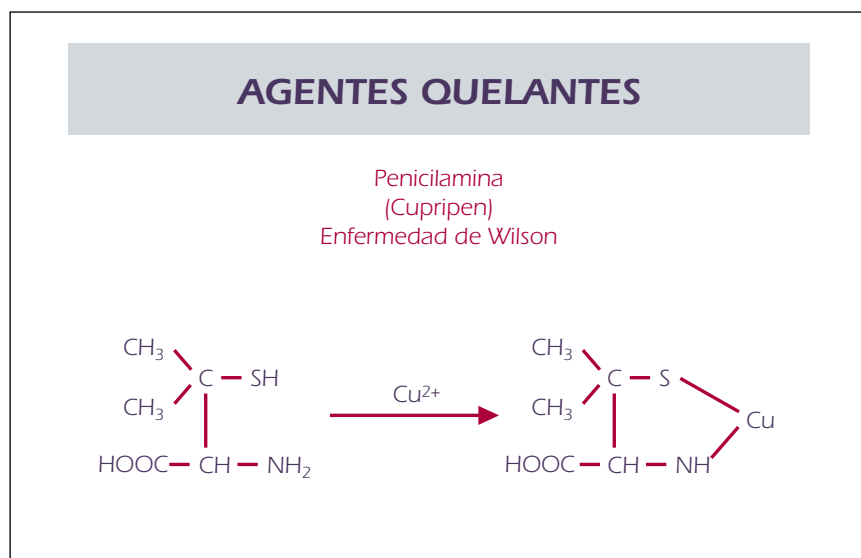 AGENTES QUELANTES
Penicilamina
(Cupripen)
Enfermedad de Wilson
CH₃
C — SH
CH₃
HOOC — CH — NH₂
Cu²⁺
CH₃
C — S
CH₃
Cu
HOOC — CH — NH